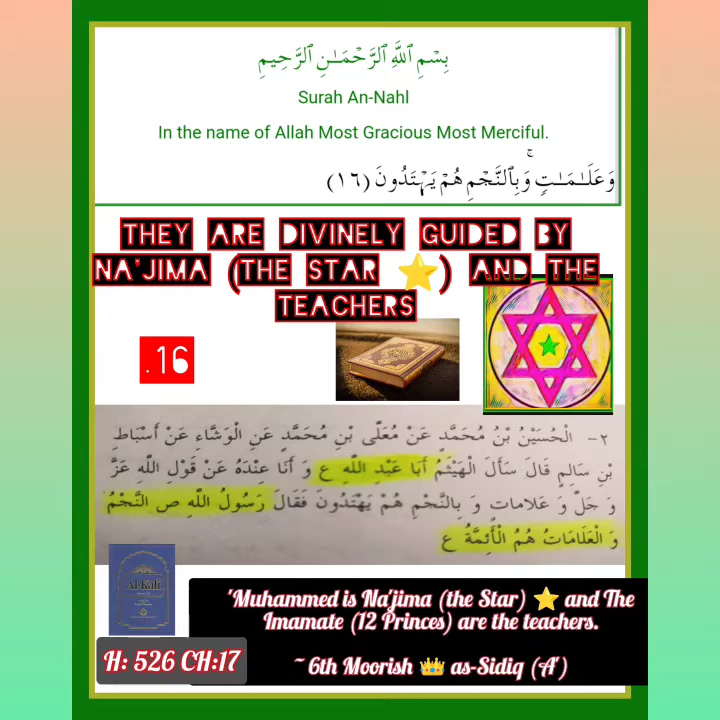 بِسْمِ ٱللَّهِ ٱلرَّحْمَـٰنِ ٱلرَّحِيمِ
Surah An-Nahl
In the name of Allah Most Gracious Most Merciful.
وَعَلَـٰمَـٰتٍۢ ۚ وَبِٱلنَّجْمِ هُمْ يَهْتَدُونَ (١٦)
THEY ARE DIVINELY GUIDED BY
NA'JIMA (THE STAR ⭐) AND THE
TEACHERS
.16
٢- الْحُسَيْنُ بْنُ مُحَمَّدٍ عَنْ مُعَلَّى بْنِ مُحَمَّدٍ عَنِ الْوَشَّاءِ عَنْ أَسْبَاطِ
بْنِ سَالِمٍ قَالَ سَأَلَ الْهَيْثَمُ أَبَا عَبْدِ اللَّهِ ع وَ أَنَا عِنْدَهُ عَنْ قَوْلِ اللَّهِ عَزَّ
وَ جَلَّ وَ عَلامات وَ بِالنَّجْمِ هُمْ يَهْتَدُونَ فَقَالَ رَسُولُ اللَّهِ ص النَّجْمُ
وَ الْعَلَامَاتُ هُمُ الْأَئِمَّةُ ع
Al-Kafi
'Muhammed is Na'jima (the Star) ⭐ and The
Imamate (12 Princes) are the teachers.
~ 6th Moorish 👑 as-Sidiq (A')
H: 526 CH:17